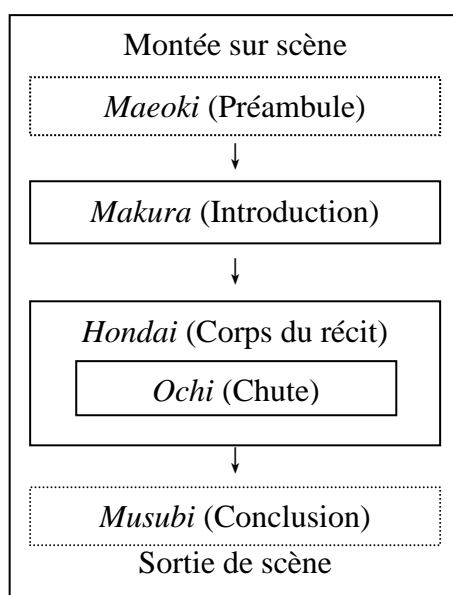 Montée sur scène
Maeoki (Préambule)
Makura (Introduction)
Hondai (Corps du récit)
Ochi (Chute)
Musubi (Conclusion)
Sortie de scène